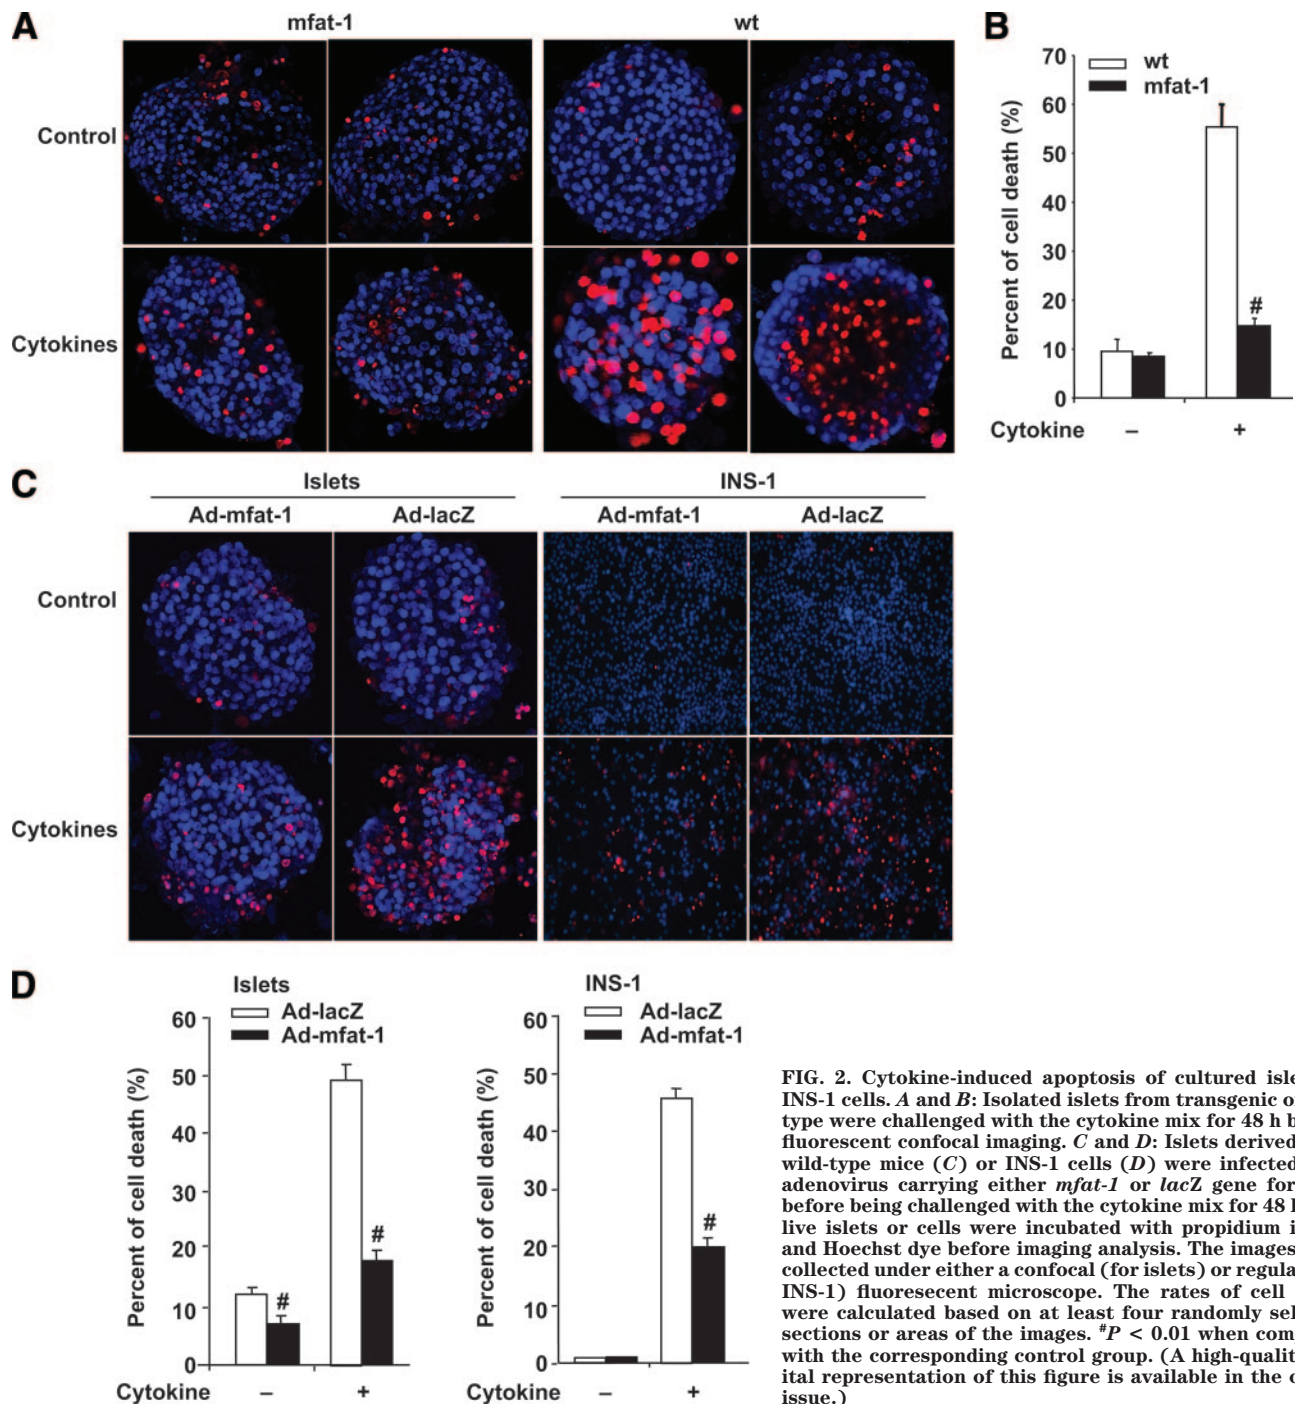 A
mfat-1
wt
Control
Cytokines
B
wt
mfat-1
Percent of cell death (%)
70
60
50
40
30
20
10
0
#
Cytokine – +
C
Islets
INS-1
Ad-mfat-1 Ad-lacZ Ad-mfat-1 Ad-lacZ
Control
Cytokines
D
Islets
Ad-lacZ
Ad-mfat-1
Percent of cell death (%)
60
50
40
30
20
10
0
#
#
Cytokine – +
INS-1
Ad-lacZ
Ad-mfat-1
Percent of cell death (%)
60
50
40
30
20
10
0
#
Cytokine – +
FIG. 2. Cytokine-induced apoptosis of cultured isle
INS-1 cells. A and B: Isolated islets from transgenic o
type were challenged with the cytokine mix for 48 h b
fluorescent confocal imaging. C and D: Islets derived
wild-type mice (C) or INS-1 cells (D) were infected
adenovirus carrying either mfat-1 or lacZ gene for
before being challenged with the cytokine mix for 48 h
live islets or cells were incubated with propidium i
and Hoechst dye before imaging analysis. The images
collected under either a confocal (for islets) or regula
INS-1) fluoresecent microscope. The rates of cell
were calculated based on at least four randomly sel
sections or areas of the images. #P < 0.01 when com
with the corresponding control group. (A high-qualit
ital representation of this figure is available in the o
issue.)